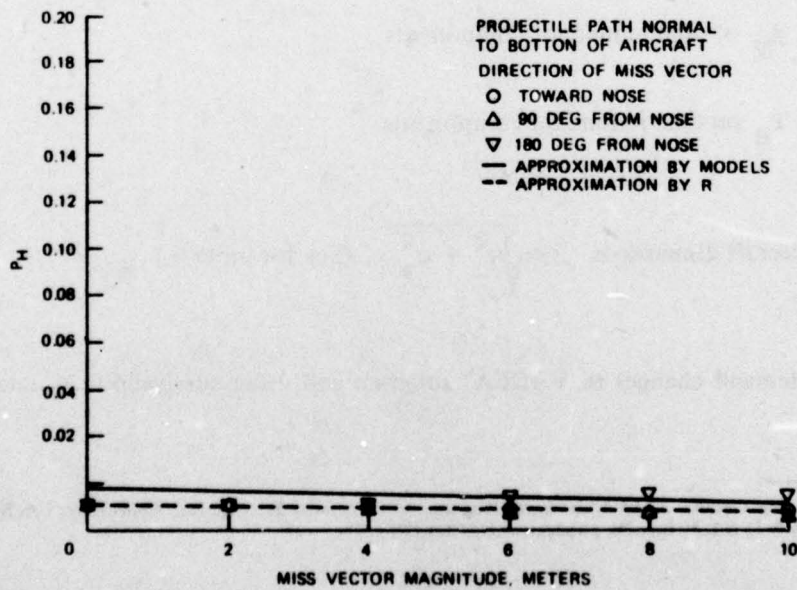 0.20
0.18
0.16
0.14
0.12
0.10
0.08
0.06
0.04
0.02
PH
PROJECTILE PATH NORMAL
TO BOTTON OF AIRCRAFT
DIRECTION OF MISS VECTOR
TOWARD NOSE
90 DEG FROM NOSE
180 DEG FROM NOSE
APPROXIMATION BY MODELS
APPROXIMATION BY R
0 2 4 6 8 10
MISS VECTOR MAGNITUDE, METERS